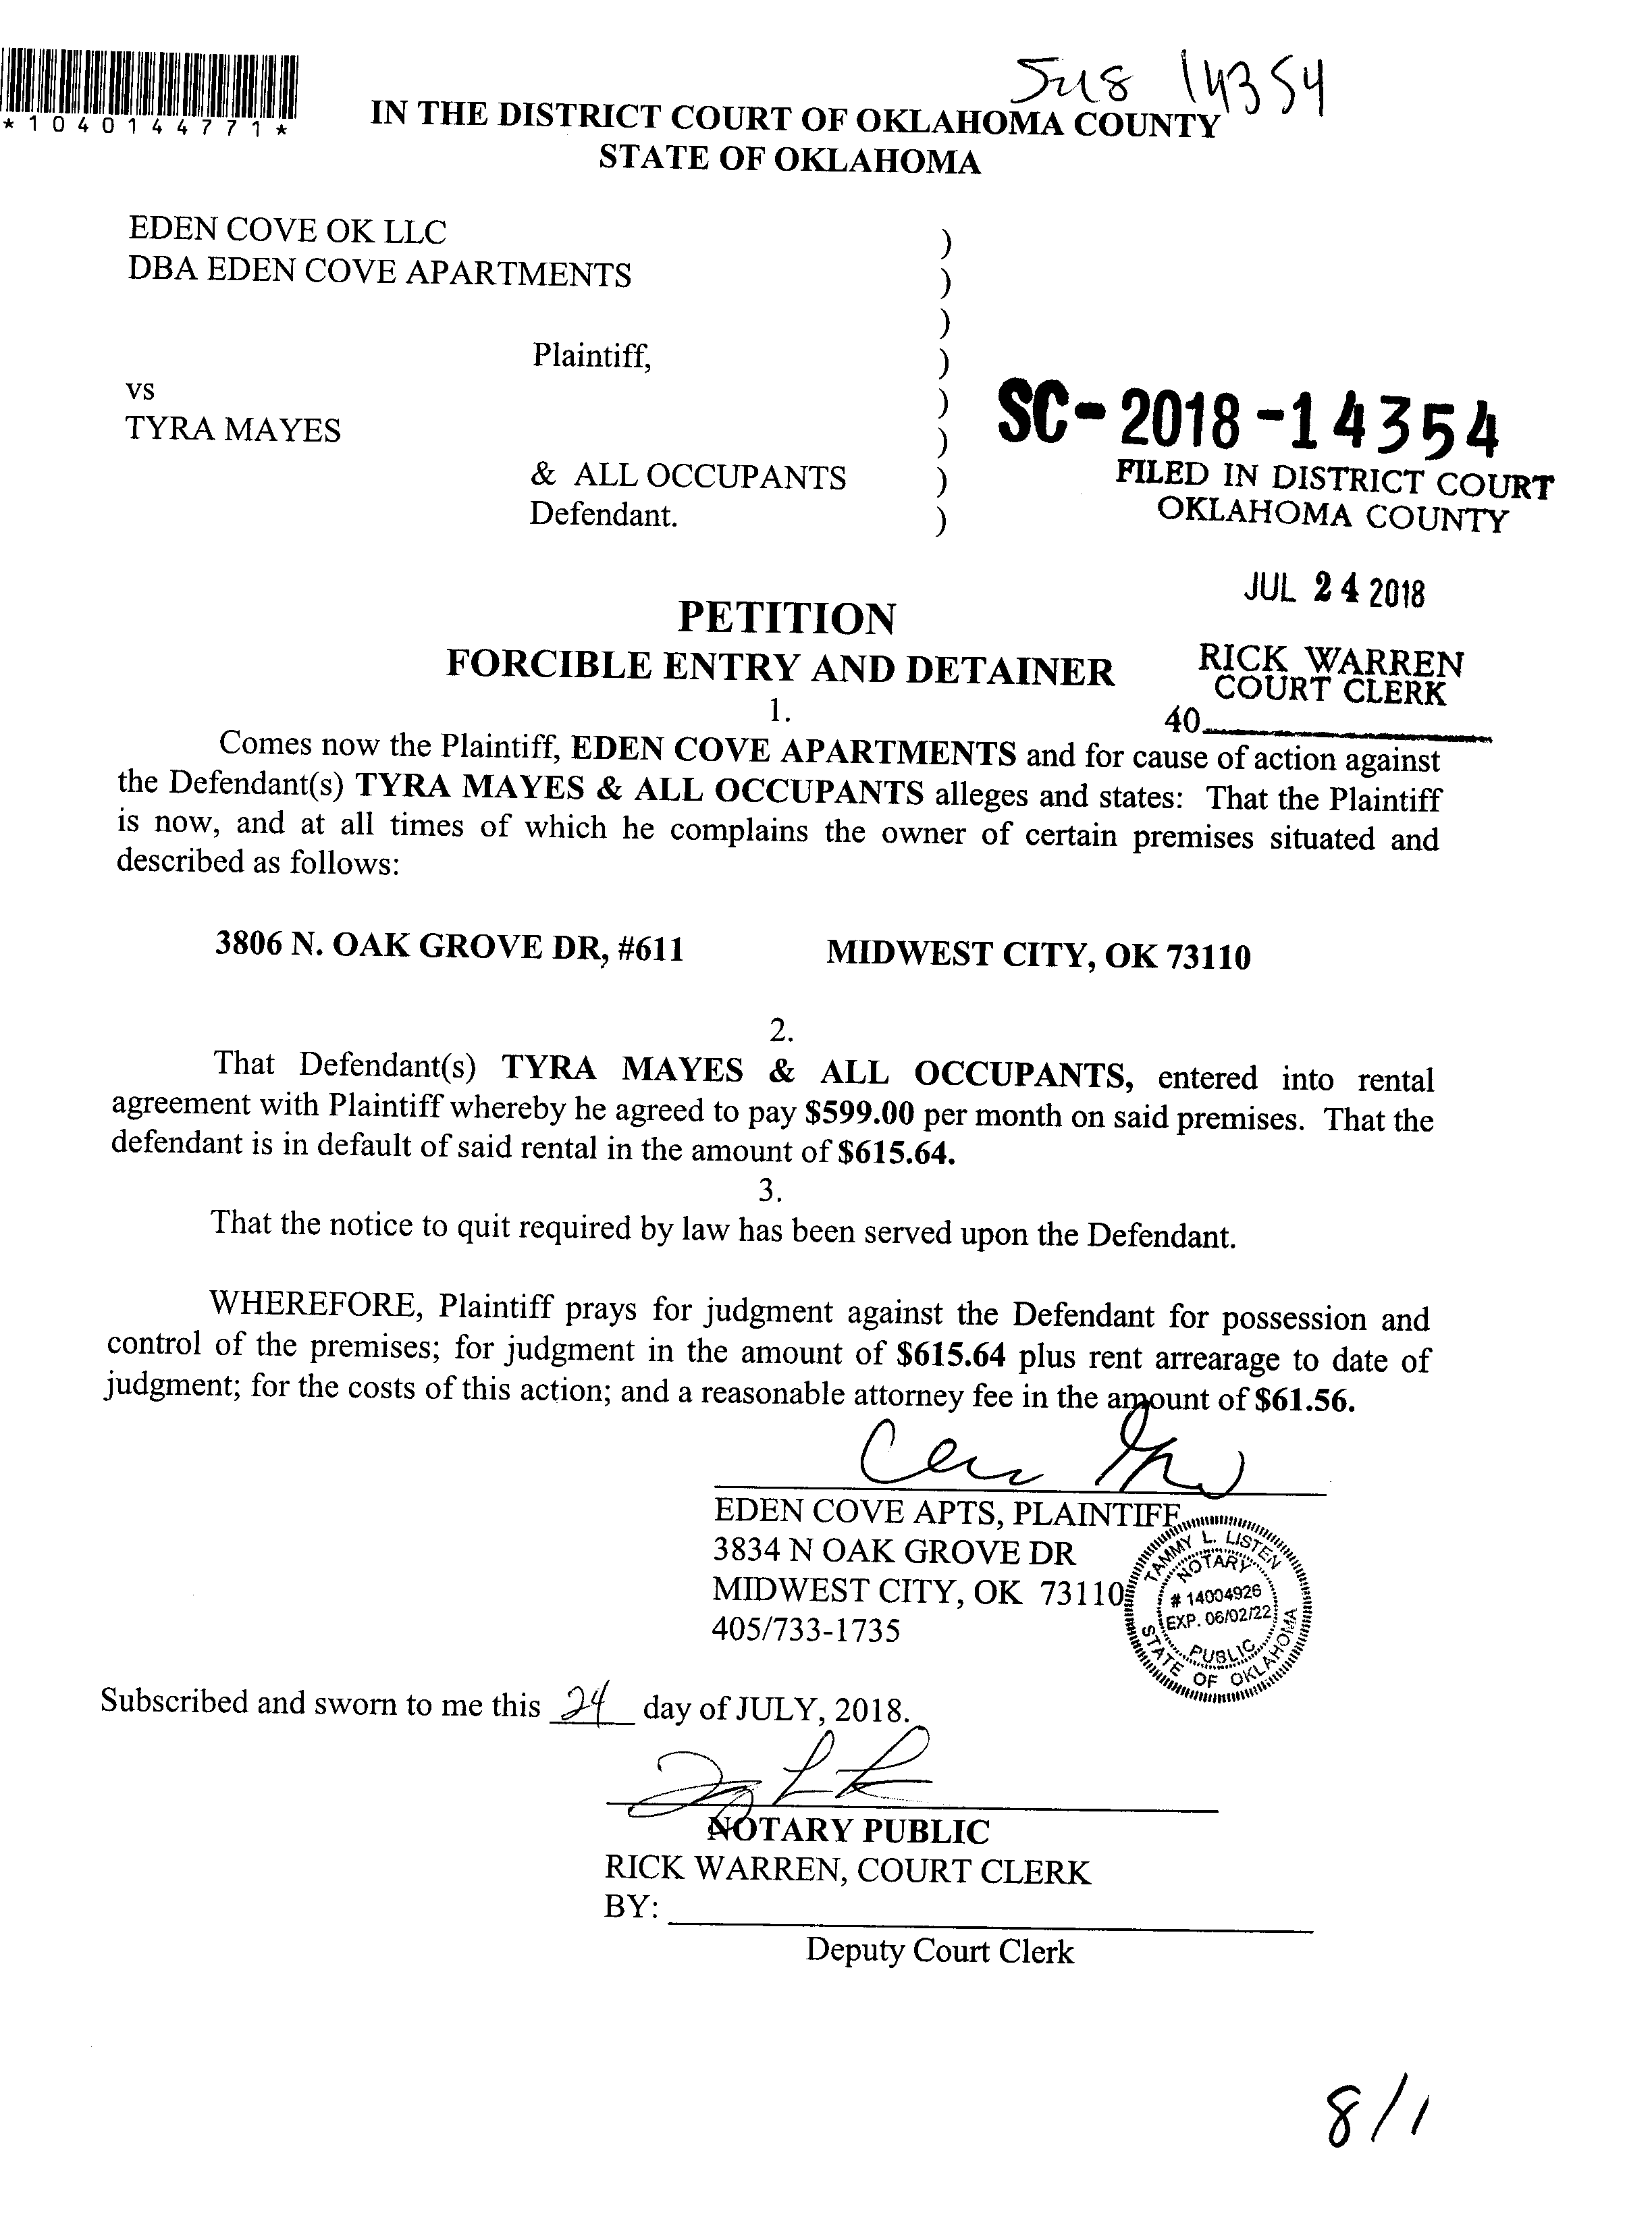 14354
*1040144771*
IN THE DISTRICT COURT OF OKLAHOMA COUNTY
STATE OF OKLAHOMA
EDEN COVE OK LLC )
DBA EDEN COVE APARTMENTS )
)
Plaintiff, )
vs )
TYRA MAYES )
& ALL OCCUPANTS )
Defendant. )
SC-2018-14354
FILED IN DISTRICT COURT
OKLAHOMA COUNTY
JUL 24 2018
RICK WARREN
COURT CLERK
40
PETITION
FORCIBLE ENTRY AND DETAINER
1.
Comes now the Plaintiff, EDEN COVE APARTMENTS and for cause of action against
the Defendant(s) TYRA MAYES & ALL OCCUPANTS alleges and states: That the Plaintiff
is now, and at all times of which he complains the owner of certain premises situated and
described as follows:
3806 N. OAK GROVE DR, #611 MIDWEST CITY, OK 73110
2.
That Defendant(s) TYRA MAYES & ALL OCCUPANTS, entered into rental
agreement with Plaintiff whereby he agreed to pay $599.00 per month on said premises. That the
defendant is in default of said rental in the amount of $615.64.
3.
That the notice to quit required by law has been served upon the Defendant.
WHEREFORE, Plaintiff prays for judgment against the Defendant for possession and
control of the premises; for judgment in the amount of $615.64 plus rent arrearage to date of
judgment; for the costs of this action; and a reasonable attorney fee in the amount of $61.56.
EDEN COVE APTS, PLAINTIFF
3834 N OAK GROVE DR
MIDWEST CITY, OK 73110
405/733-1735
TAMMY L. LISTEN
NOTARY
# 14004926
EXP. 06/02/22
PUBLIC
STATE OF OKLAHOMA
Subscribed and sworn to me this 24 day of JULY, 2018.
NOTARY PUBLIC
RICK WARREN, COURT CLERK
BY:
Deputy Court Clerk
8/1